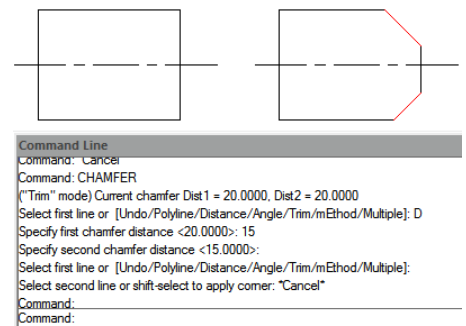 Command Line
Command: *Cancel*
Command: CHAMFER
("Trim" mode) Current chamfer Dist1 = 20.0000, Dist2 = 20.0000
Select first line or  [Undo/Polyline/Distance/Angle/Trim/mEthod/Multiple]: D
Specify first chamfer distance <20.0000>: 15
Specify second chamfer distance <15.0000>:
Select first line or  [Undo/Polyline/Distance/Angle/Trim/mEthod/Multiple]:
Select second line or shift-select to apply corner: *Cancel*
Command:
Command: